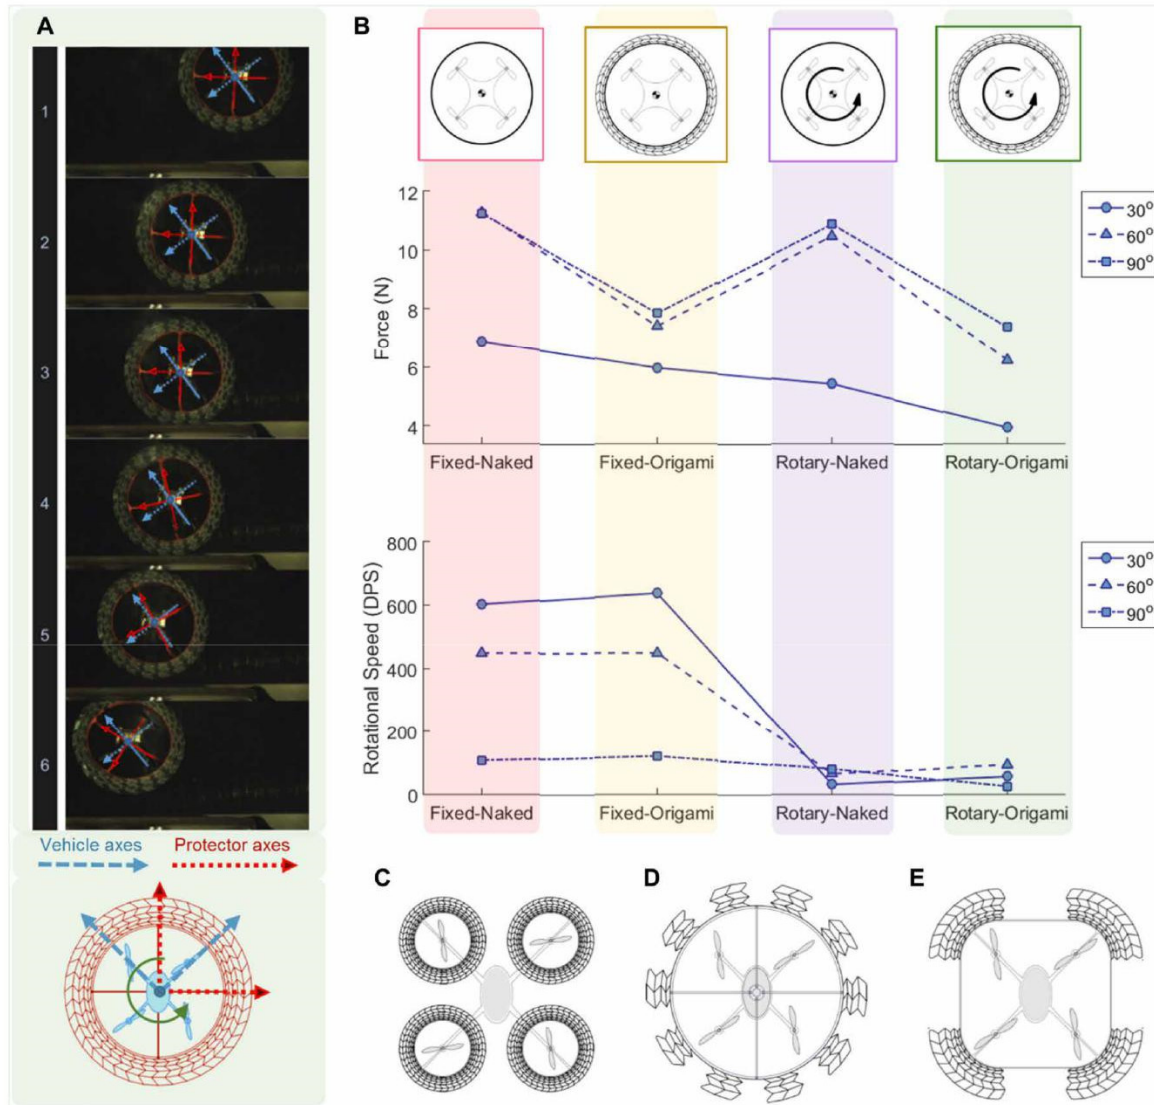 A
1
2
3
4
5
6
Vehicle axes
Protector axes
B
12
10
8
6
4
Force (N)
Fixed-Naked
Fixed-Origami
Rotary-Naked
Rotary-Origami
30°
60°
90°
800
600
400
200
0
Rotational Speed (DPS)
Fixed-Naked
Fixed-Origami
Rotary-Naked
Rotary-Origami
30°
60°
90°
C
D
E